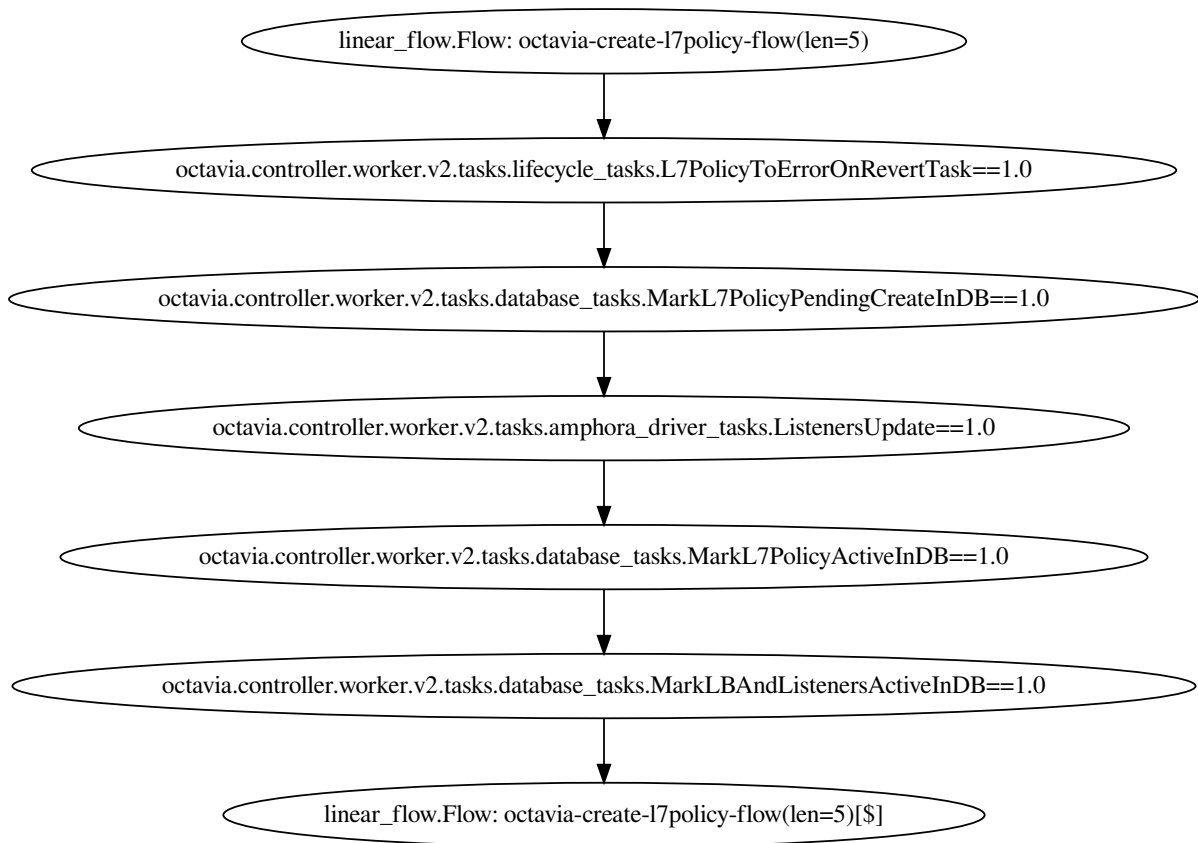 linear_flow.Flow: octavia-create-l7policy-flow(len=5)
octavia.controller.worker.v2.tasks.lifecycle_tasks.L7PolicyToErrorOnRevertTask==1.0
octavia.controller.worker.v2.tasks.database_tasks.MarkL7PolicyPendingCreateInDB==1.0
octavia.controller.worker.v2.tasks.amphora_driver_tasks.ListenersUpdate==1.0
octavia.controller.worker.v2.tasks.database_tasks.MarkL7PolicyActiveInDB==1.0
octavia.controller.worker.v2.tasks.database_tasks.MarkLBAndListenersActiveInDB==1.0
linear_flow.Flow: octavia-create-l7policy-flow(len=5)[$]